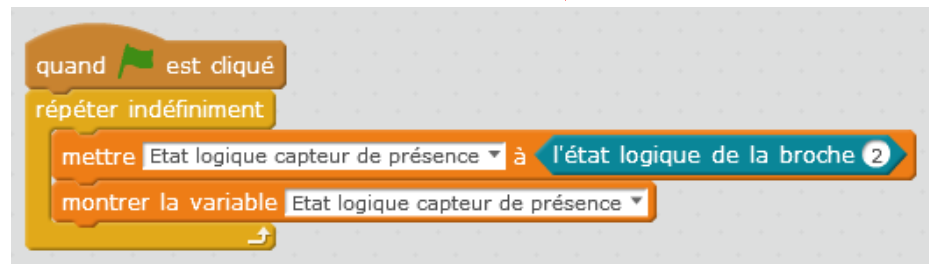 quand est cliqué
répéter indéfiniment
mettre Etat logique capteur de présence à l'état logique de la broche 2
montrer la variable Etat logique capteur de présence